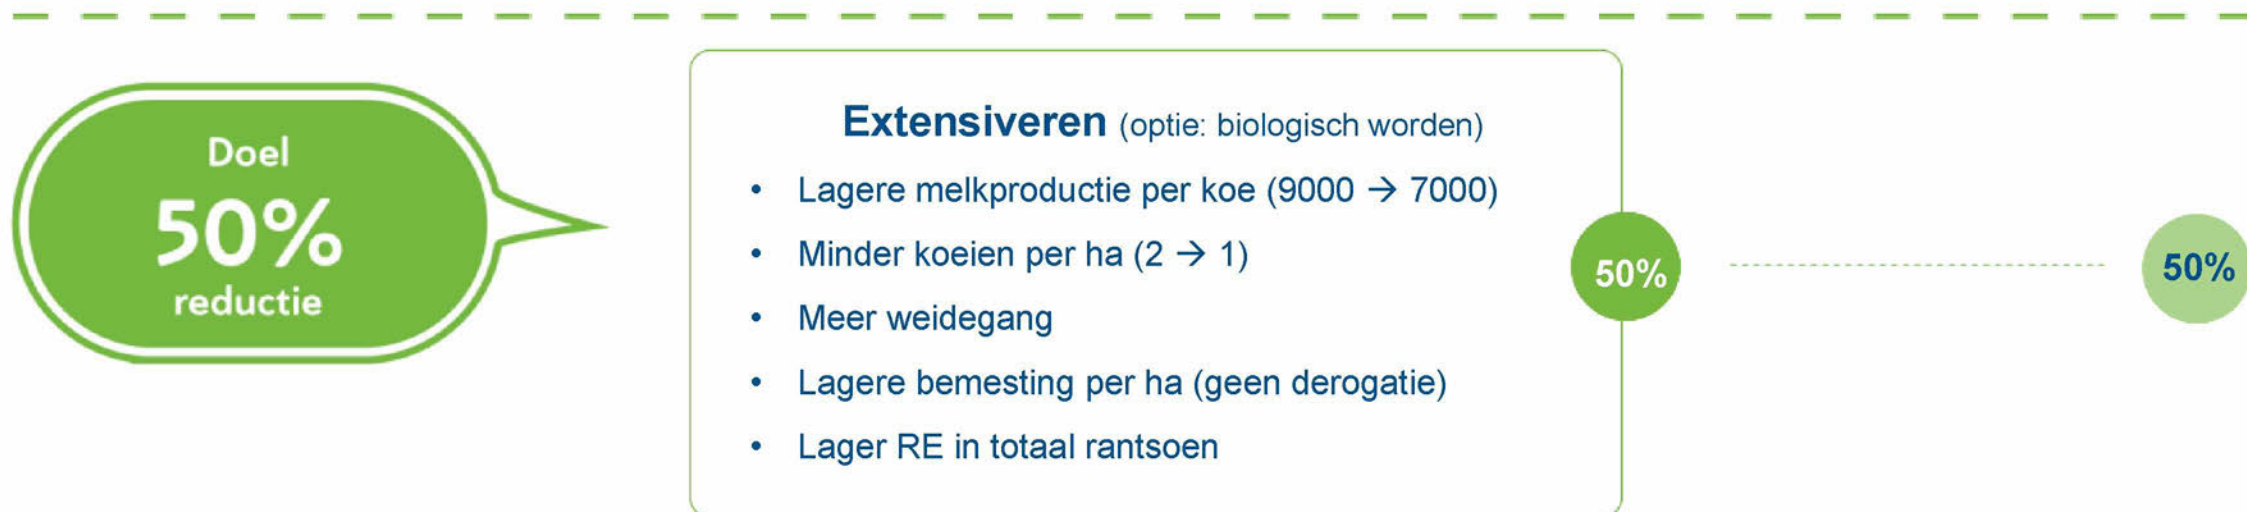 Doel
50%
reductie
Extensiveren (optie: biologisch worden)
• Lagere melkproductie per koe (9000 → 7000)
• Minder koeien per ha (2 → 1)
• Meer weidegang
• Lagere bemesting per ha (geen derogatie)
• Lager RE in totaal rantsoen
50%
50%